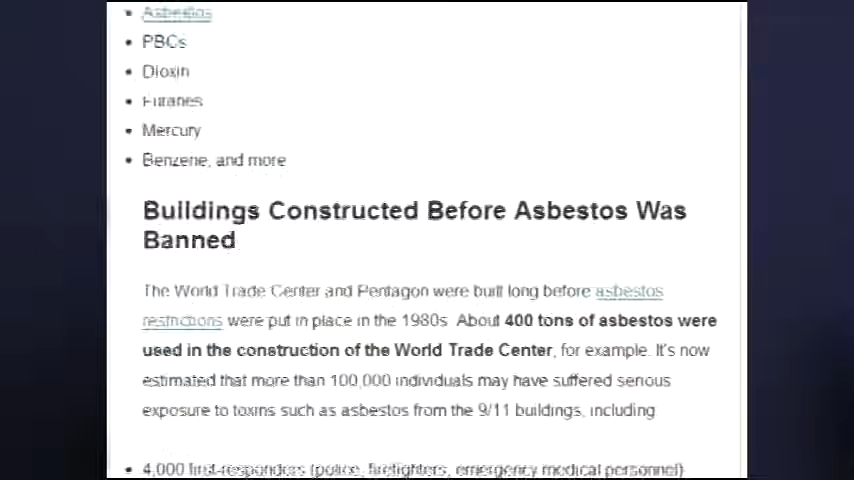 Asbestos
PBCs
Dioxin
Furanes
Mercury
Benzene, and more
Buildings Constructed Before Asbestos Was
Banned
The World Trade Center and Pentagon were built long before asbestos
restrictions were put in place in the 1980s. About 400 tons of asbestos were
used in the construction of the World Trade Center, for example. It's now
estimated that more than 100,000 individuals may have suffered serious
exposure to toxins such as asbestos from the 9/11 buildings, including
4,000 first-responders (police, firefighters, emergency medical personnel)